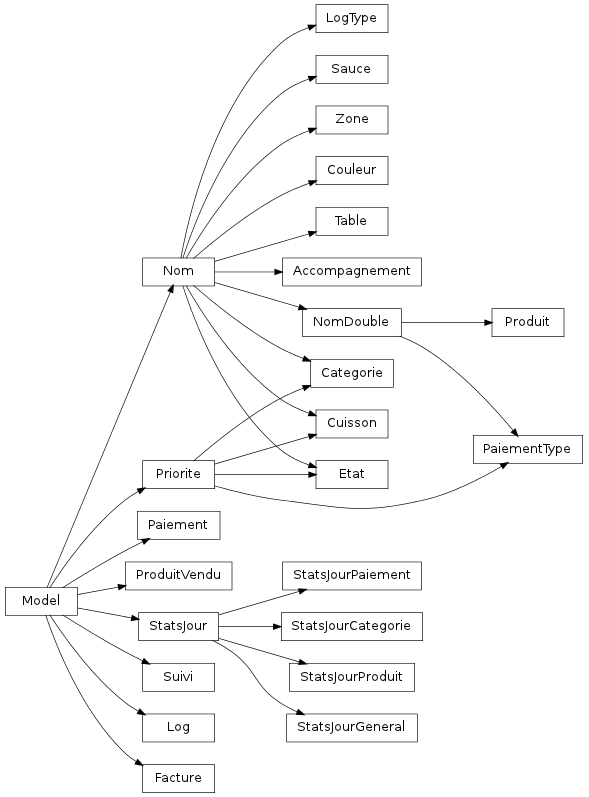 LogType
Sauce
Zone
Couleur
Table
Nom
Accompagnement
NomDouble
Produit
Categorie
Cuisson
PaiementType
Priorite
Etat
Paiement
ProduitVendu
StatsJourPaiement
Model
StatsJour
StatsJourCategorie
Suivi
StatsJourProduit
Log
StatsJourGeneral
Facture